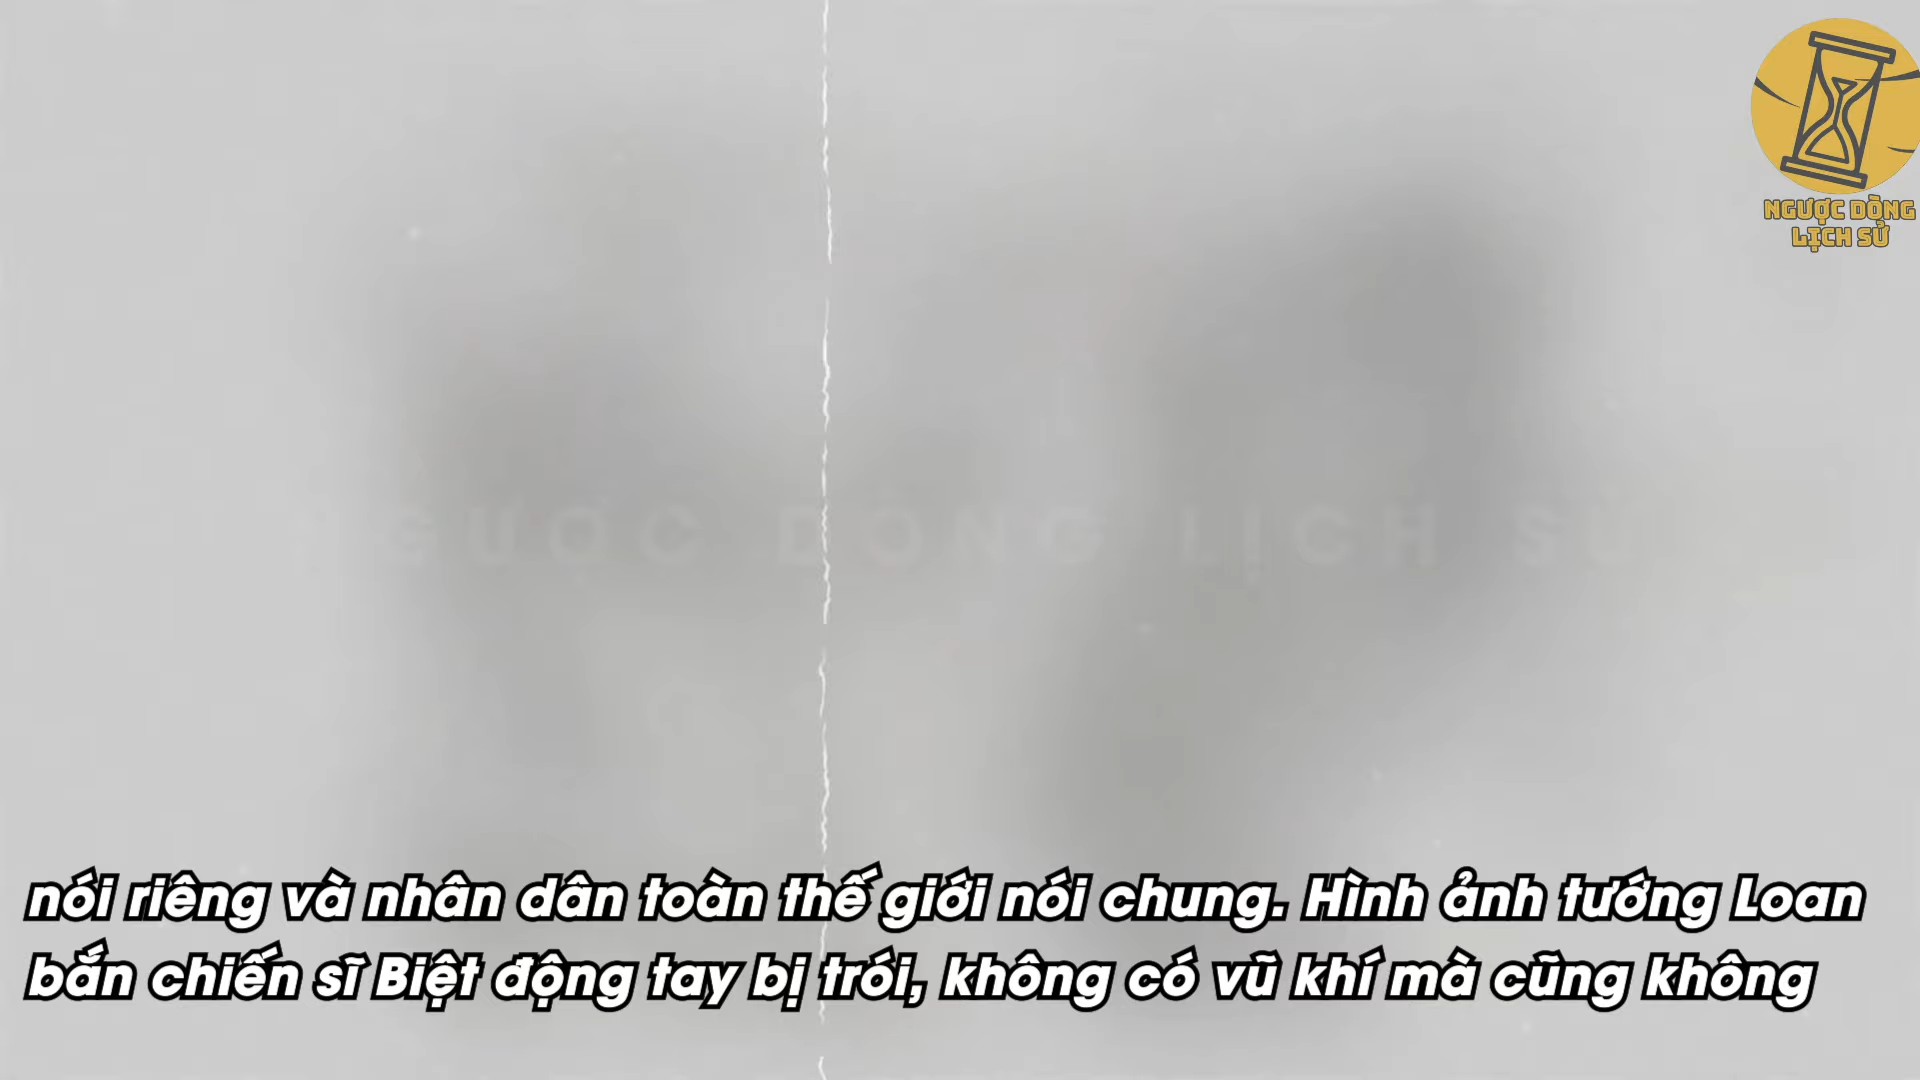 NGƯỢC DÒNG
LỊCH SỬ
GƯỢC DÒNG LỊCH SỬ
nói riêng và nhân dân toàn thế giới nói chung. Hình ảnh tướng Loan
bắn chiến sĩ Biệt động tay bị trói, không có vũ khí mà cũng không